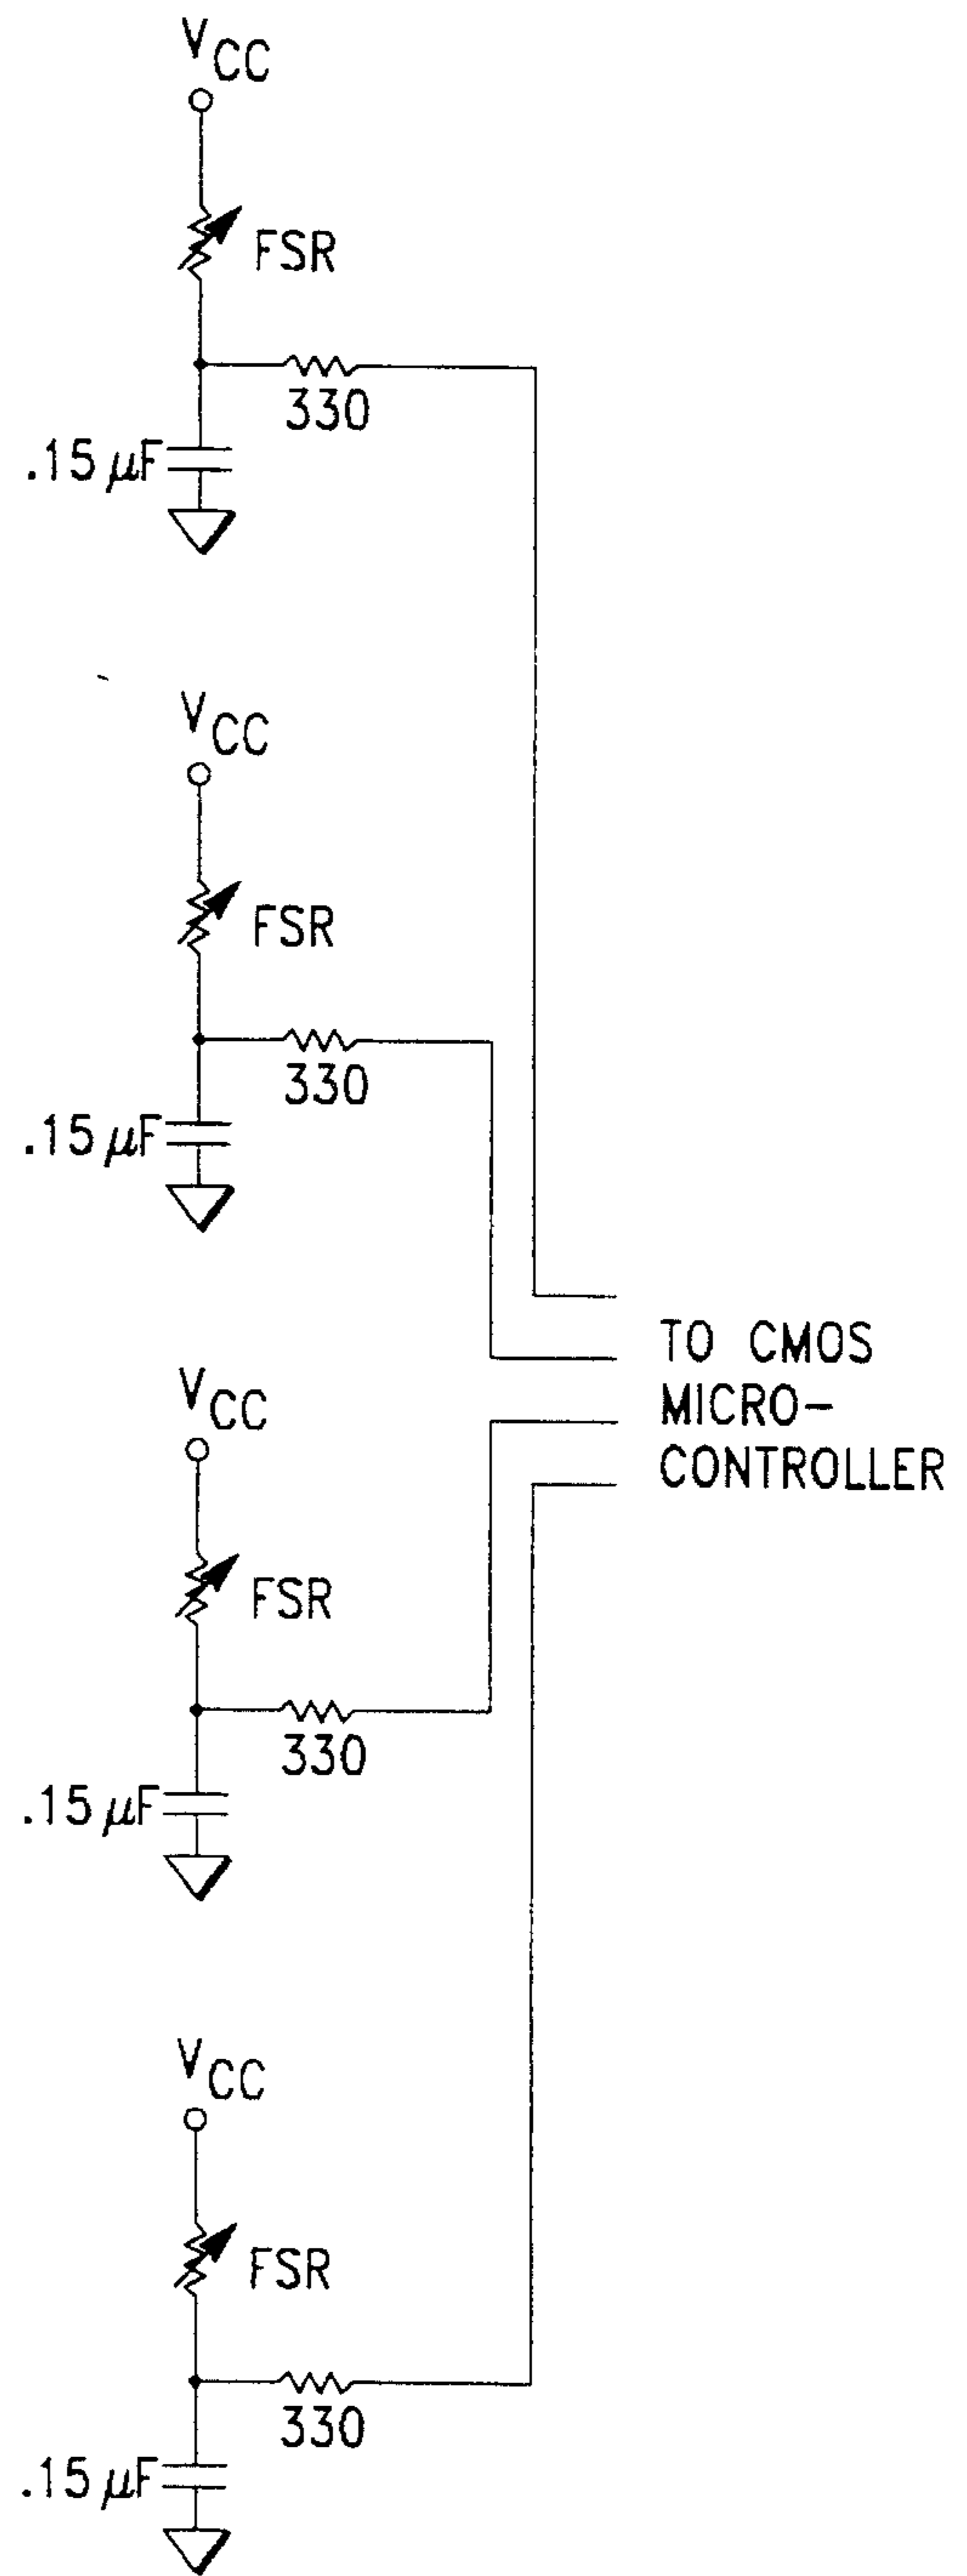 VCC
FSR
330
.15 µF
VCC
FSR
330
.15 µF
TO CMOS
MICRO-
CONTROLLER
VCC
FSR
330
.15 µF
VCC
FSR
330
.15 µF